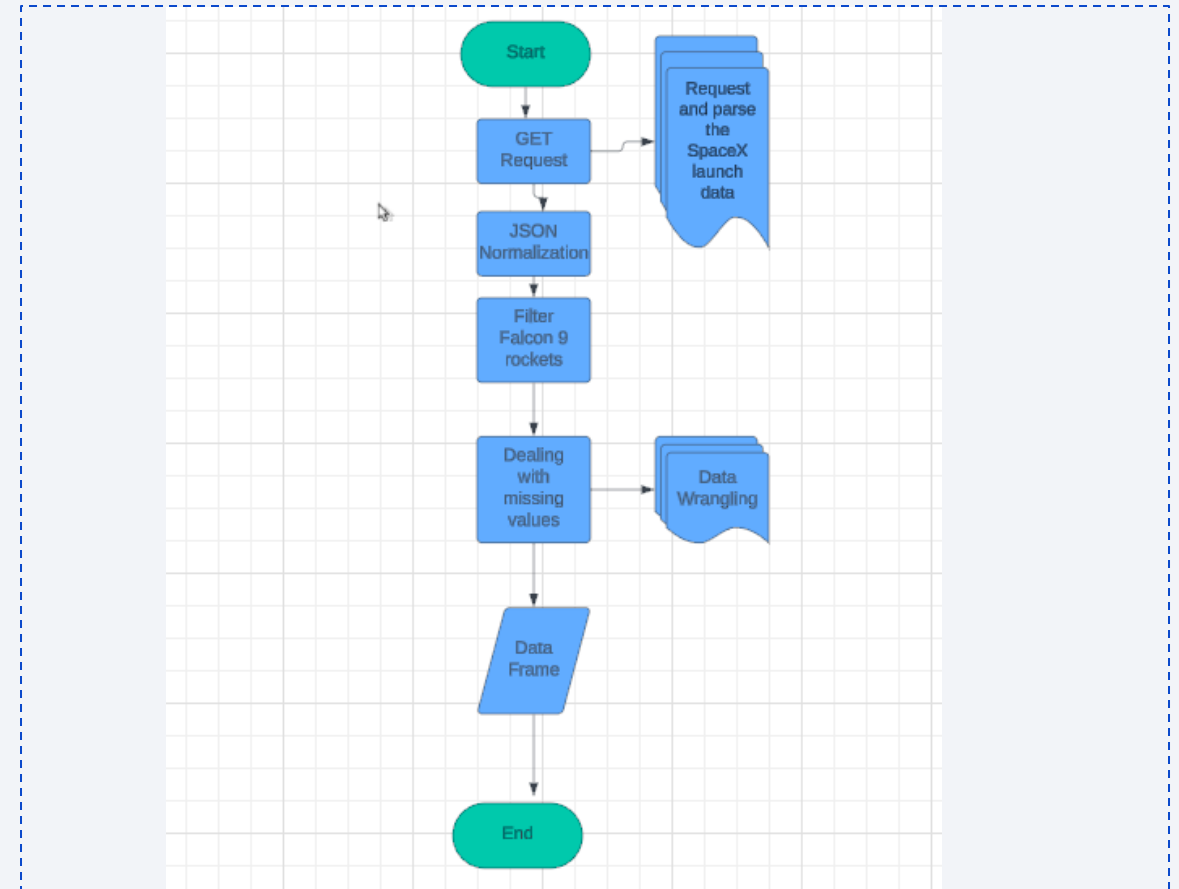 Start
GET
Request
Request
and parse
the
SpaceX
launch
data
JSON
Normalization
Filter
Falcon 9
rockets
Dealing
with
missing
values
Data
Wrangling
Data
Frame
End